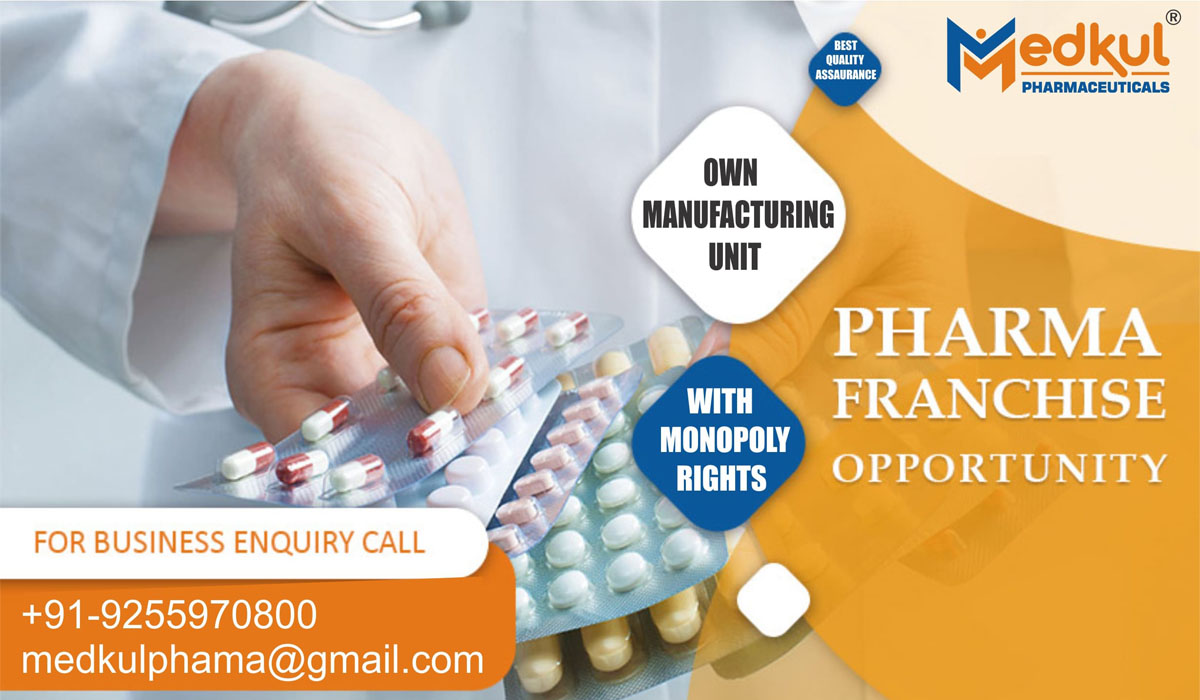 Medkul ®
PHARMACEUTICALS
BEST
QUALITY
ASSAURANCE
OWN
MANUFACTURING
UNIT
WITH
MONOPOLY
RIGHTS
PHARMA
FRANCHISE
OPPORTUNITY
FOR BUSINESS ENQUIRY CALL
+91-9255970800
medkulphama@gmail.com